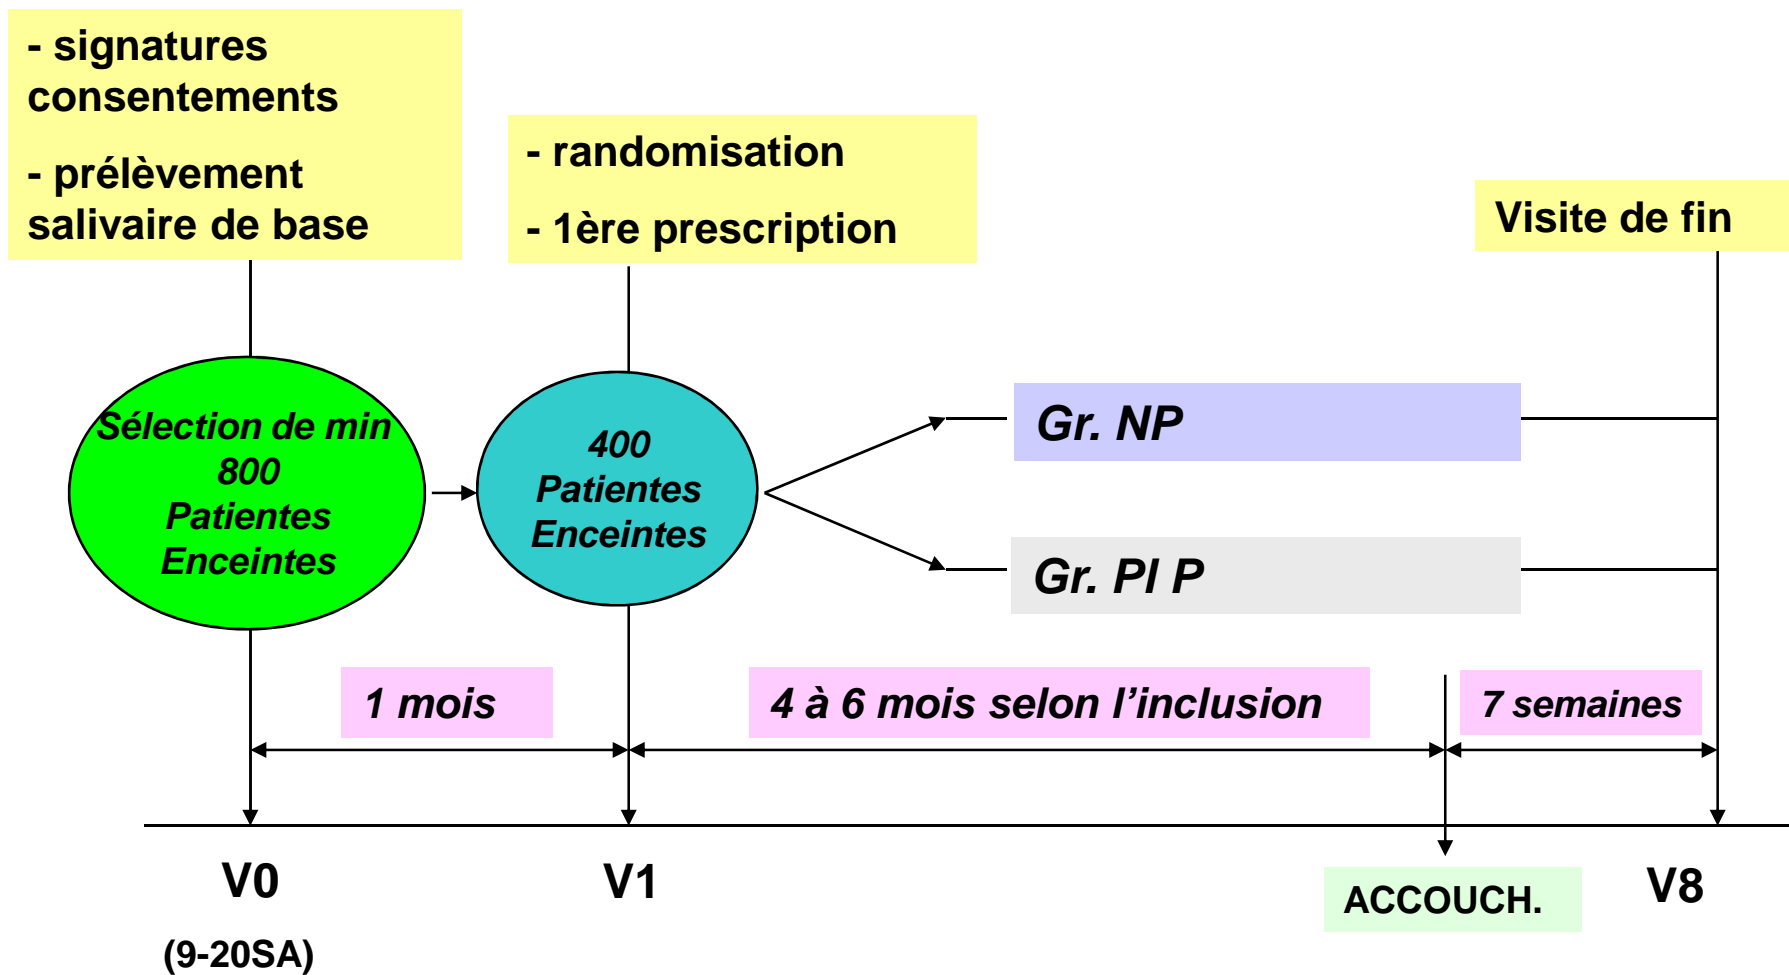 - signatures
consentements
- prélèvement
salivaire de base
- randomisation
- 1ère prescription
Visite de fin
Sélection de min
800
Patientes
Enceintes
400
Patientes
Enceintes
Gr. NP
Gr. Pl P
1 mois
4 à 6 mois selon l’inclusion
7 semaines
V0
V1
ACCOUCH.
V8
(9-20SA)